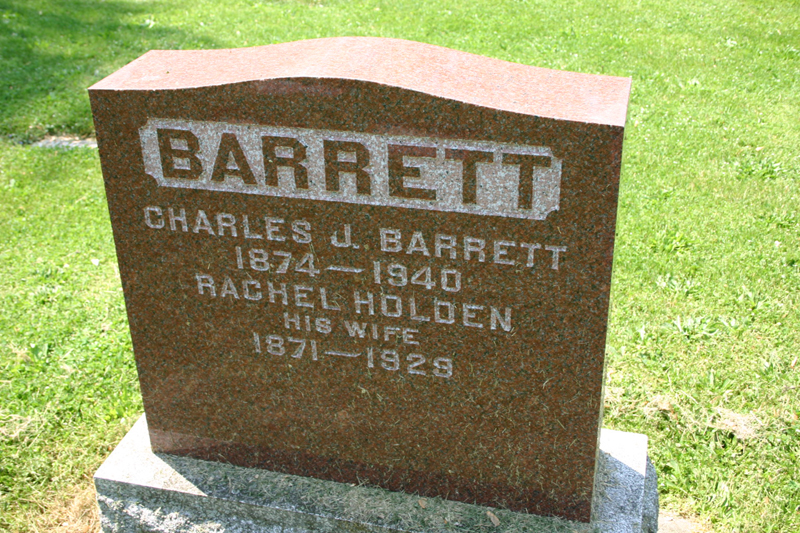 BARRETT
CHARLES J. BARRETT
1874 — 1940
RACHEL HOLDEN
HIS WIFE
1871 — 1929